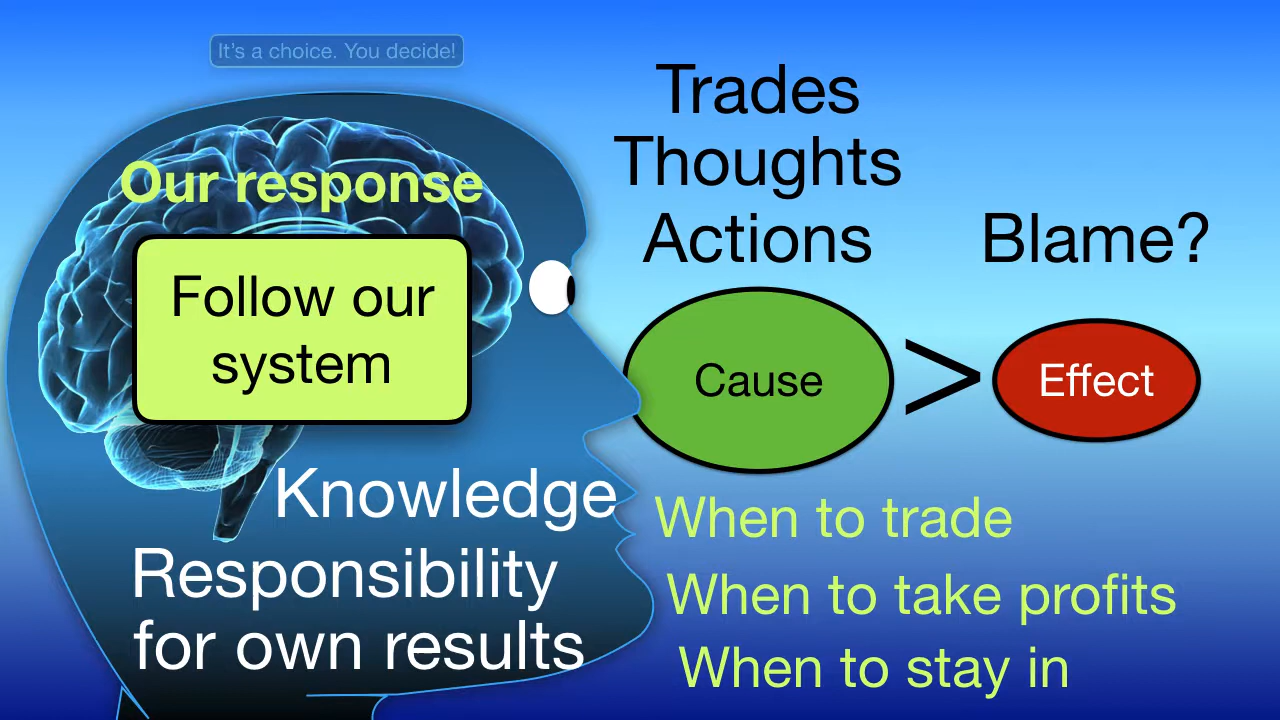 It's a choice. You decide!
Our response
Follow our
system
Knowledge
Responsibility
for own results
Trades
Thoughts
Actions
Blame?
Cause
>
Effect
When to trade
When to take profits
When to stay in